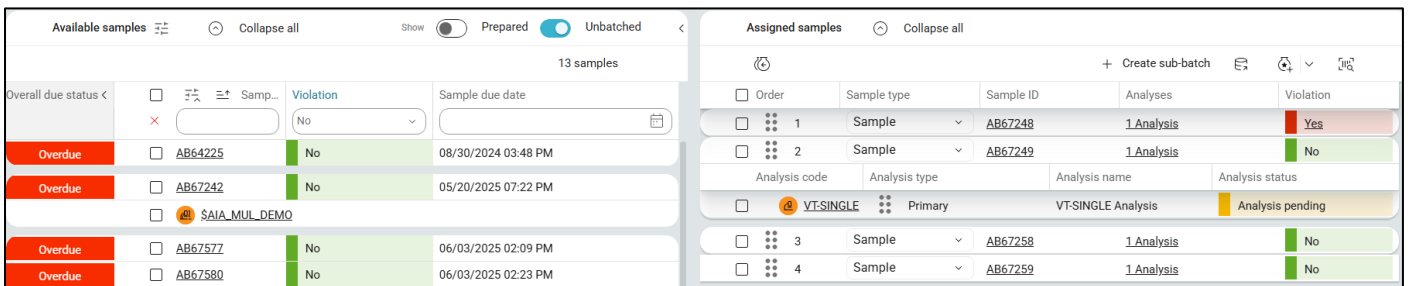 Available samples Collapse all Show Prepared Unbatched
13 samples
Overall due status Samp... Violation Sample due date
No
Overdue AB64225 No 08/30/2024 03:48 PM
Overdue AB67242 No 05/20/2025 07:22 PM
$AIA_MUL_DEMO
Overdue AB67577 No 06/03/2025 02:09 PM
Overdue AB67580 No 06/03/2025 02:23 PM
Assigned samples Collapse all
+ Create sub-batch
Order Sample type Sample ID Analyses Violation
1 Sample AB67248 1 Analysis Yes
2 Sample AB67249 1 Analysis No
Analysis code Analysis type Analysis name Analysis status
VT-SINGLE Primary VT-SINGLE Analysis Analysis pending
3 Sample AB67258 1 Analysis No
4 Sample AB67259 1 Analysis No